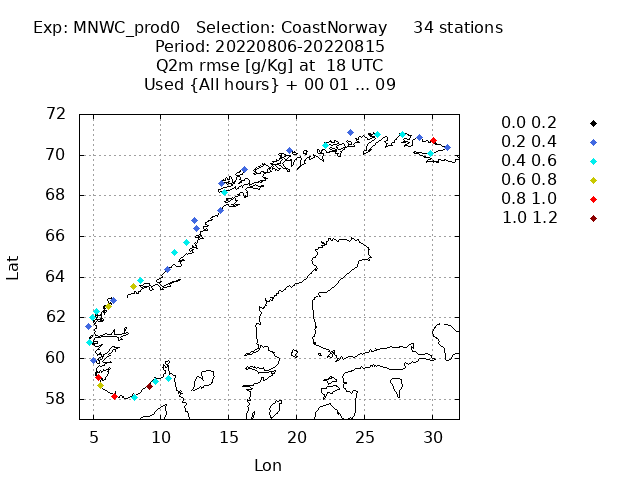 Exp: MNWC_prod0 Selection: CoastNorway 34 stations
Period: 20220806-20220815
Q2m rmse [g/Kg] at 18 UTC
Used {All hours} + 00 01 ... 09
72
70
68
66
64
62
60
58
Lat
5 10 15 20 25 30
Lon
0.0 0.2
0.2 0.4
0.4 0.6
0.6 0.8
0.8 1.0
1.0 1.2